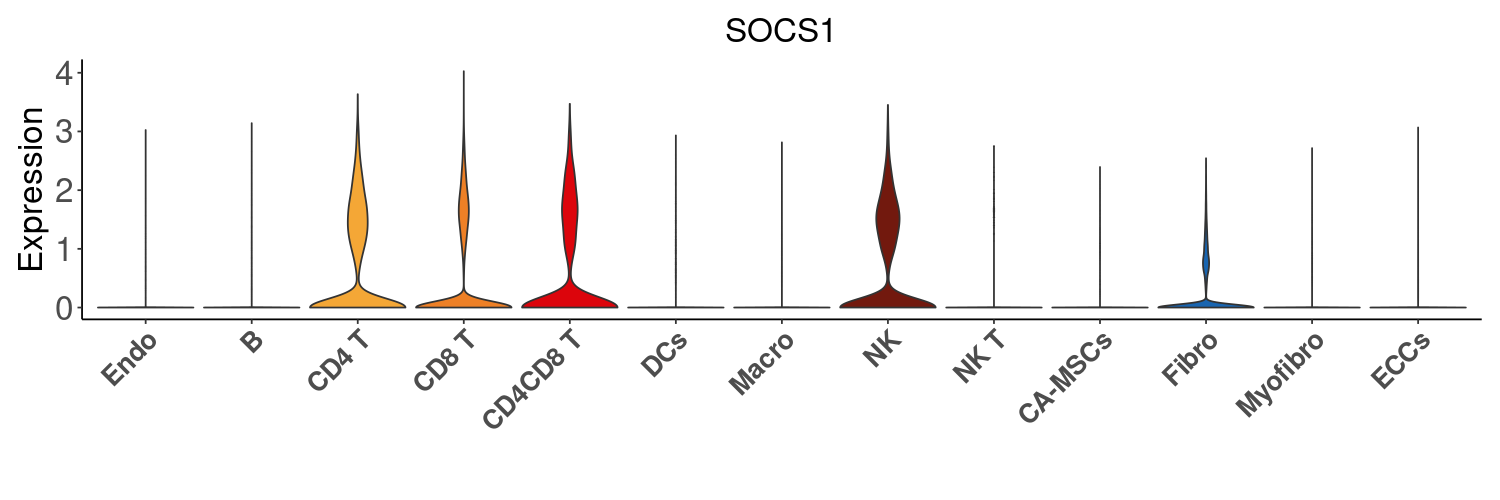 SOCS1
Expression
4
3
2
1
0
Endo
B
CD4 T
CD8 T
CD4CD8 T
DCs
Macro
NK
NK T
CA-MSCs
Fibro
Myofibro
ECCs